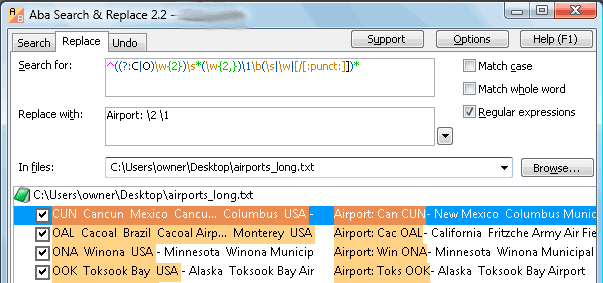 Aba Search & Replace 2.2 -
Search Replace Undo Support Options Help (F1)
Search for: ^((?:C|O)\w{2})\s*(\w{2,})\1\b(\s|\w|[/[:punct:]])*
Match case
Match whole word
Replace with: Airport: \2 \1
Regular expressions
In files: C:\Users\owner\Desktop\airports_long.txt Browse...
C:\Users\owner\Desktop\airports_long.txt
CUN Cancun Mexico Cancu... Columbus USA - Airport: Can CUN- New Mexico Columbus Munic
OAL Cacoal Brazil Cacoal Airp... Monterey USA Airport: Cac OAL- California Fritzche Army Air Fi
ONA Winona USA - Minnesota Winona Municip Airport: Win ONA- Minnesota Winona Municipal
OOK Toksook Bay USA - Alaska Toksook Bay Air Airport: Toks OOK- Alaska Toksook Bay Airport